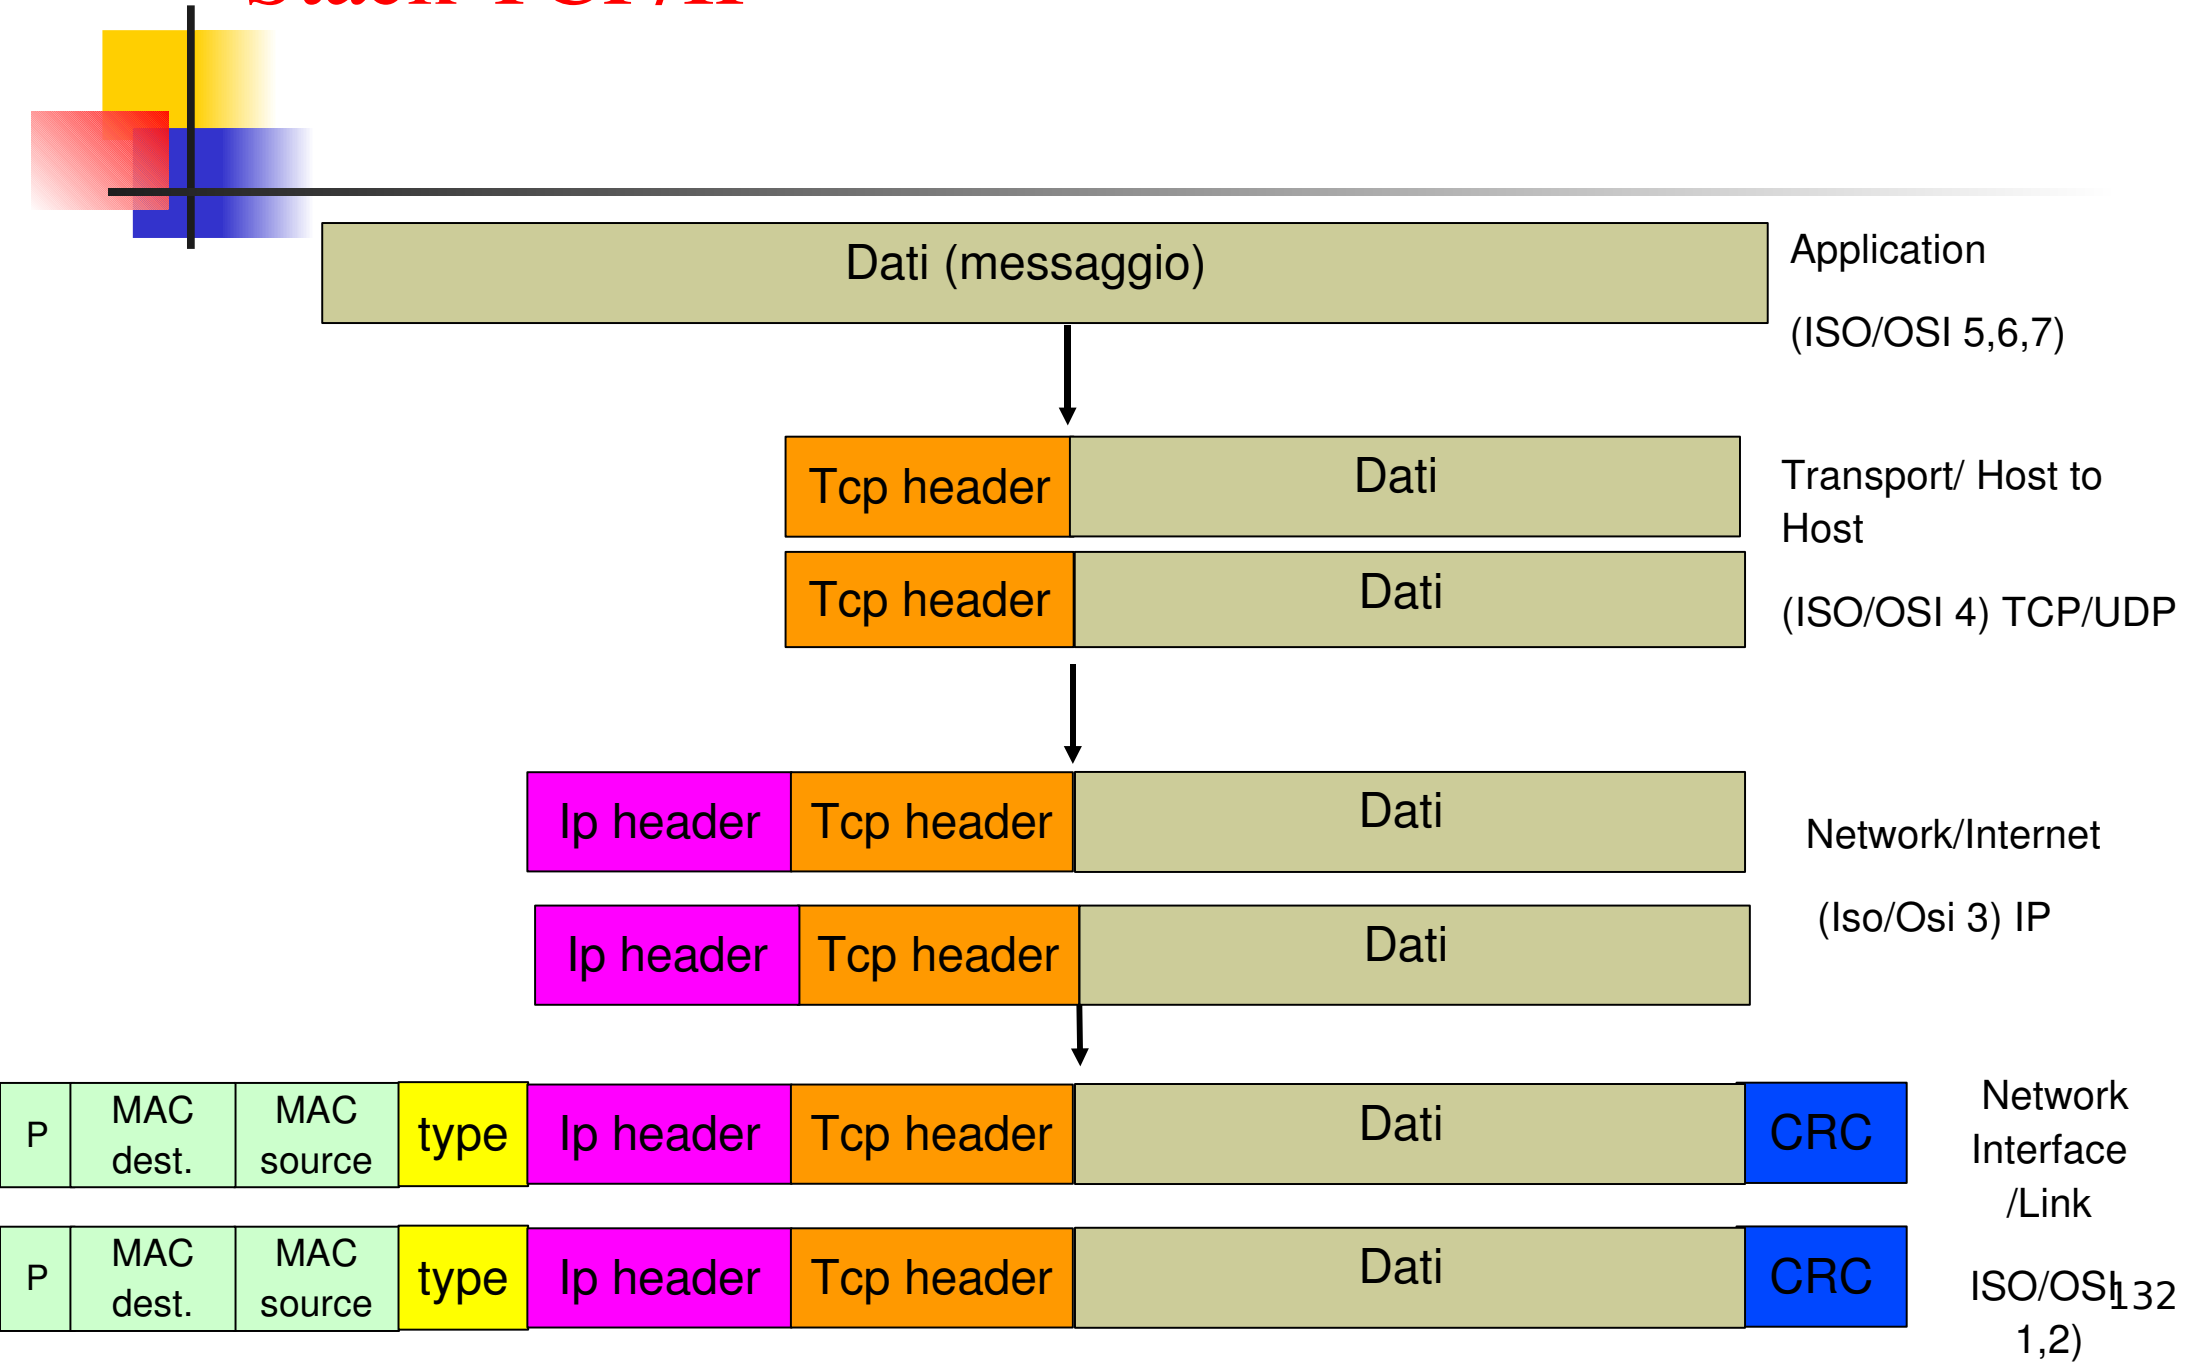 Stack TCP/IP
Dati (messaggio)
Application
(ISO/OSI 5,6,7)
Tcp header Dati
Tcp header Dati
Transport/ Host to
Host
(ISO/OSI 4) TCP/UDP
Ip header Tcp header Dati
Ip header Tcp header Dati
Network/Internet
(Iso/Osi 3) IP
P MAC dest. MAC source type Ip header Tcp header Dati CRC
P MAC dest. MAC source type Ip header Tcp header Dati CRC
Network
Interface
/Link
ISO/OSI
1,2)
132